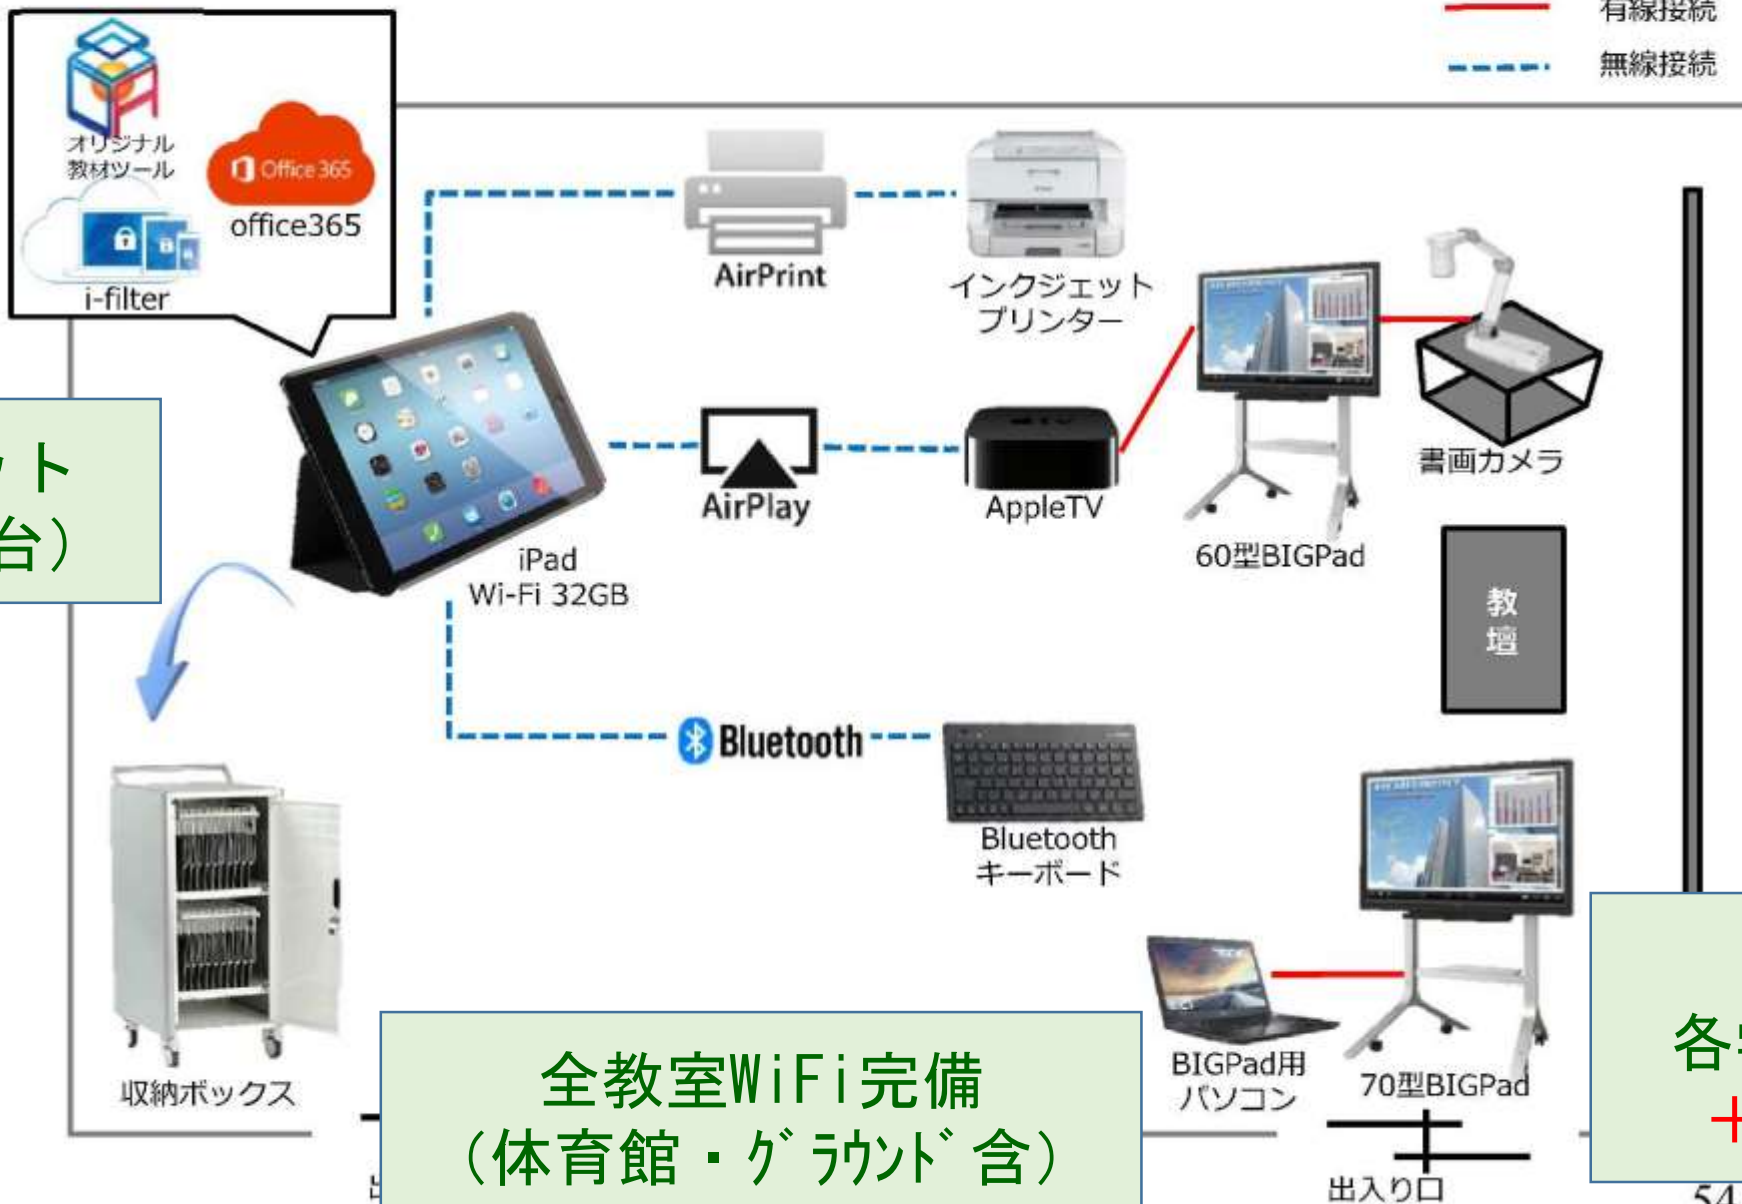 有線接続
無線接続
オリジナル
教材ツール
Office 365
office365
i-filter
AirPrint
インクジェット
プリンター
ット
台）
iPad
Wi-Fi 32GB
AirPlay
AppleTV
60型BIGPad
書画カメラ
教
壇
Bluetooth
Bluetooth
キーボード
収納ボックス
全教室WiFi完備
（体育館・ｸﾞﾗｳﾝﾄﾞ含）
BIGPad用
パソコン
70型BIGPad
各
＋
出入り口
54